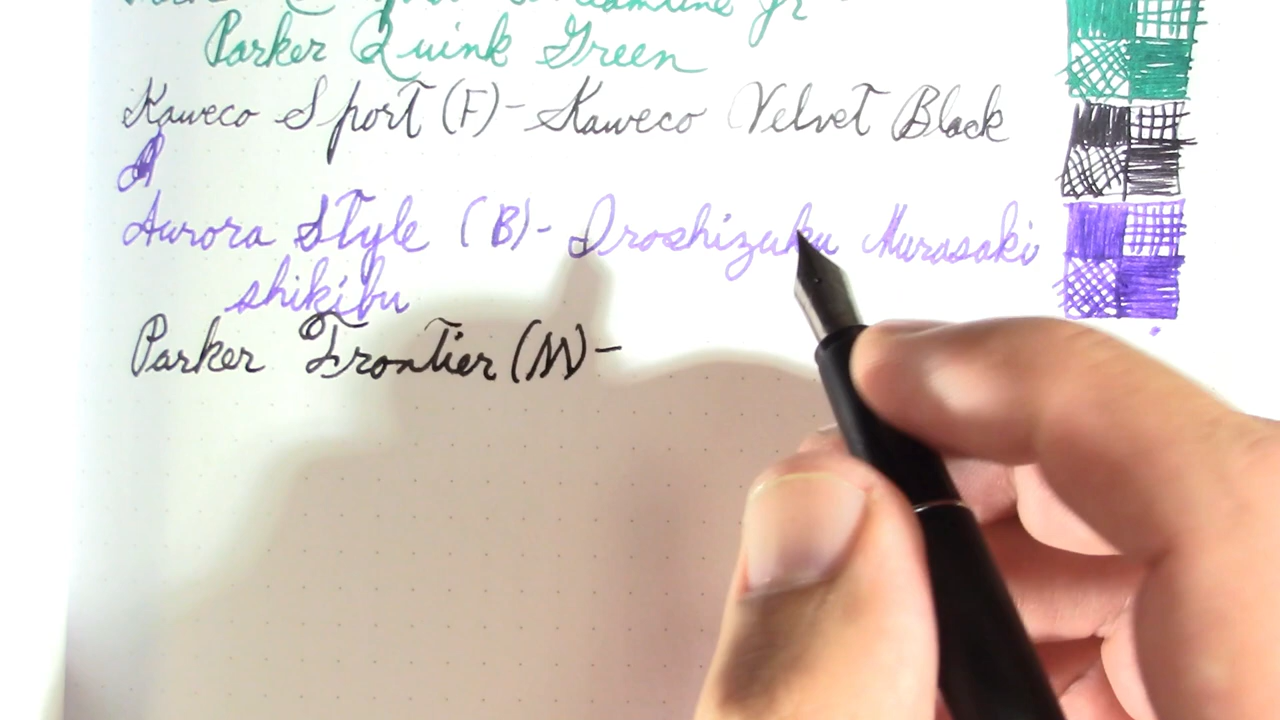 Parker Quink Green
Kaweco Sport (F) - Kaweco Velvet Black
Aurora Style (B) - Iroshizuku Murasaki
shikibu
Parker Frontier (M) -